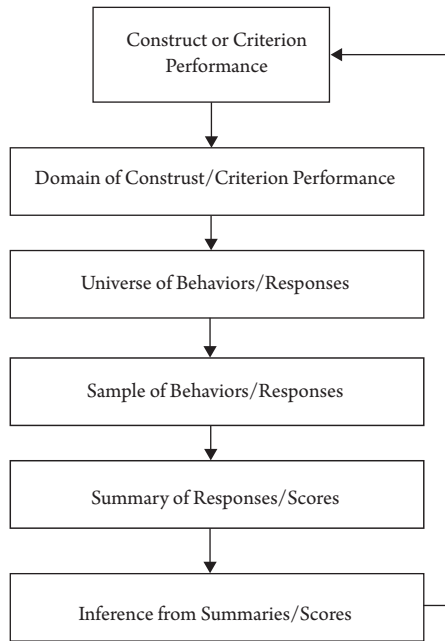 Construct or Criterion
Performance
Domain of Construst/Criterion Performance
Universe of Behaviors/Responses
Sample of Behaviors/Responses
Summary of Responses/Scores
Inference from Summaries/Scores